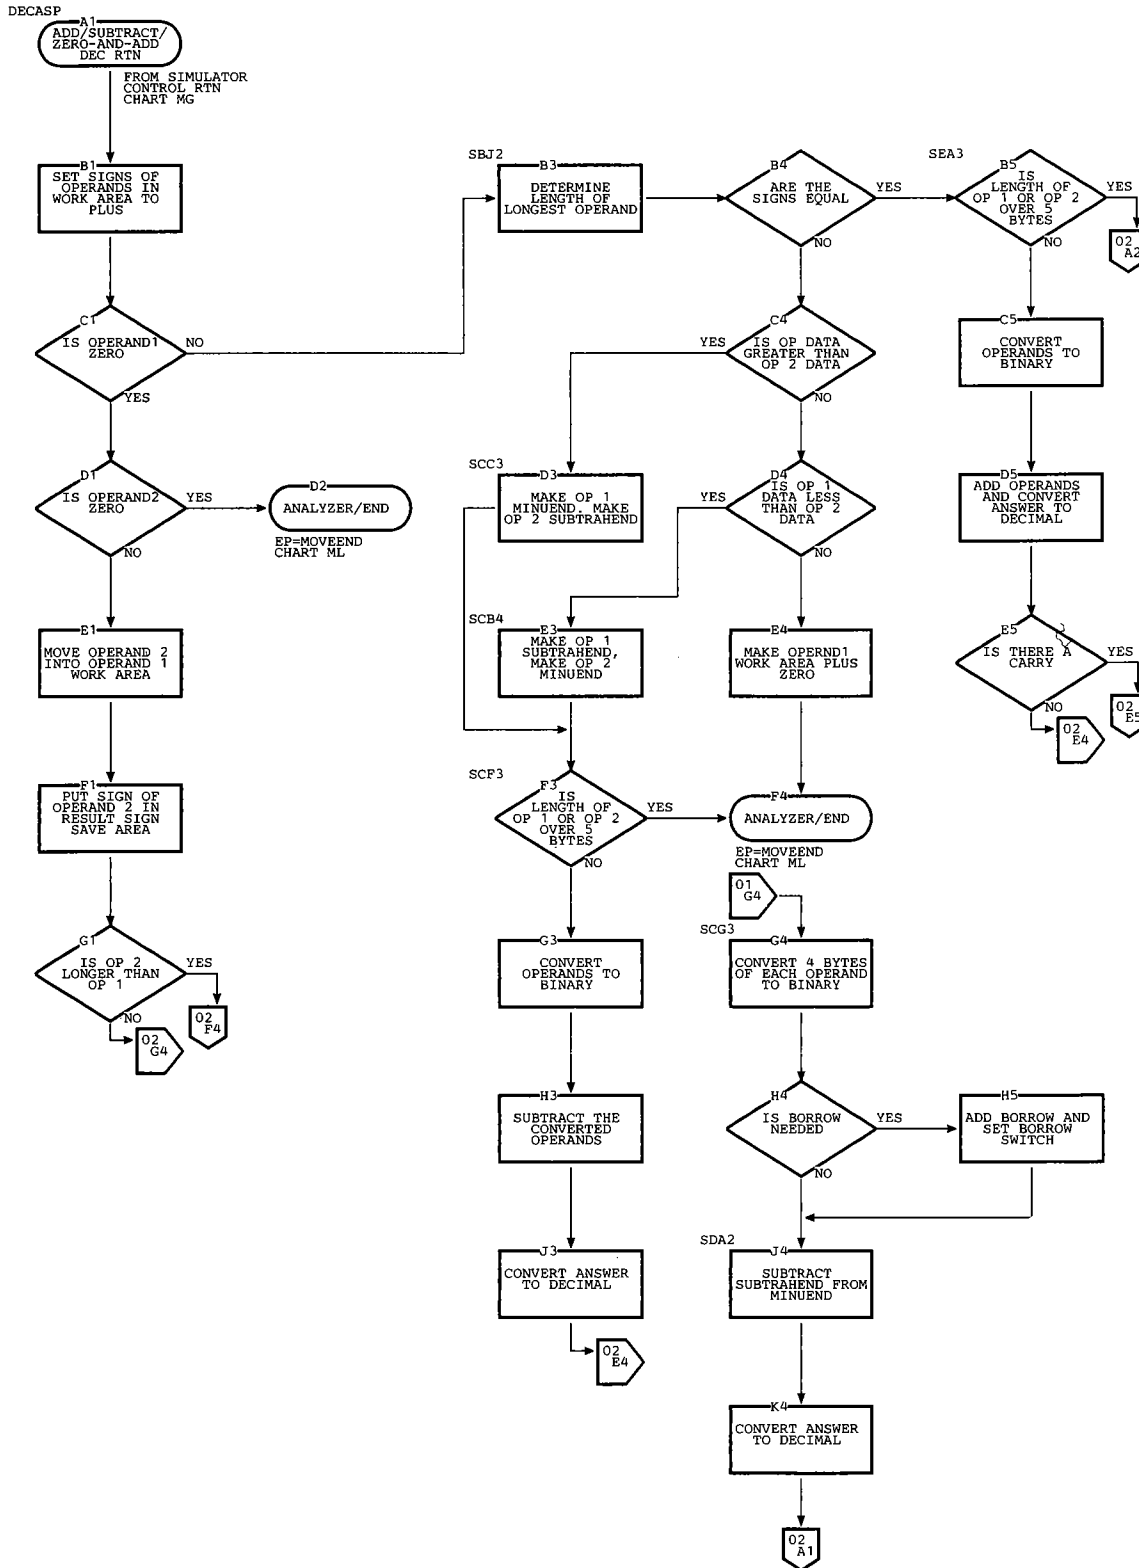 DECASP
A1
ADD/SUBTRACT/
ZERO-AND-ADD
DEC RTN
FROM SIMULATOR
CONTROL RTN
CHART MG
B1
SET SIGNS OF
OPERANDS IN
WORK AREA TO
PLUS
C1
IS OPERAND1
ZERO
NO
YES
D1
IS OPERAND2
ZERO
YES
NO
D2
ANALYZER/END
EP=MOVEEND
CHART ML
E1
MOVE OPERAND 2
INTO OPERAND 1
WORK AREA
F1
PUT SIGN OF
OPERAND 2 IN
RESULT SIGN
SAVE AREA
G1
IS OP 2
LONGER THAN
OP 1
YES
NO
02
F4
02
G4
SBJ2
B3
DETERMINE
LENGTH OF
LONGEST OPERAND
B4
ARE THE
SIGNS EQUAL
YES
NO
C4
IS OP DATA
GREATER THAN
OP 2 DATA
YES
NO
SCC3
D3
MAKE OP 1
MINUEND. MAKE
OP 2 SUBTRAHEND
D4
IS OP 1
DATA LESS
THAN OP 2
DATA
YES
NO
SCB4
E3
MAKE OP 1
SUBTRAHEND,
MAKE OP 2
MINUEND
E4
MAKE OPERND1
WORK AREA PLUS
ZERO
SCF3
F3
IS
LENGTH OF
OP 1 OR OP 2
OVER 5
BYTES
YES
NO
F4
ANALYZER/END
EP=MOVEEND
CHART ML
G3
CONVERT
OPERANDS TO
BINARY
H3
SUBTRACT THE
CONVERTED
OPERANDS
J3
CONVERT ANSWER
TO DECIMAL
02
E4
01
G4
SCG3
G4
CONVERT 4 BYTES
OF EACH OPERAND
TO BINARY
H4
IS BORROW
NEEDED
YES
NO
H5
ADD BORROW AND
SET BORROW
SWITCH
SDA2
J4
SUBTRACT
SUBTRAHEND FROM
MINUEND
K4
CONVERT ANSWER
TO DECIMAL
02
A1
SEA3
B5
IS
LENGTH OF
OP 1 OR OP 2
OVER 5
BYTES
YES
NO
02
A2
C5
CONVERT
OPERANDS TO
BINARY
D5
ADD OPERANDS
AND CONVERT
ANSWER TO
DECIMAL
E5
IS THERE A
CARRY
YES
NO
02
E5
02
E4